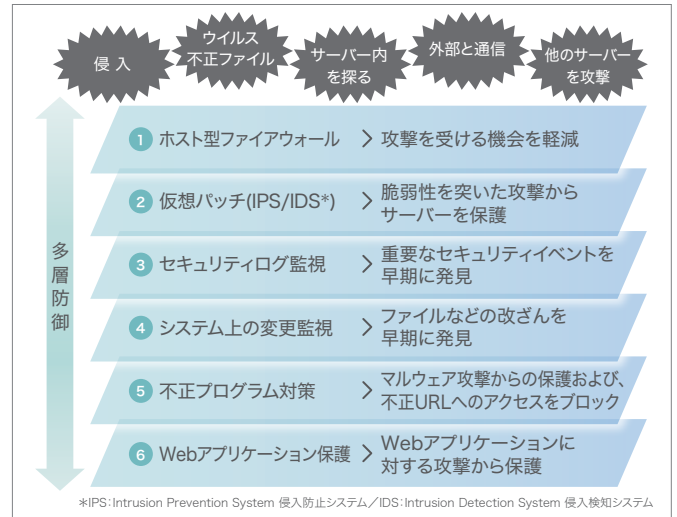 侵 入
ウイルス
不正ファイル
サーバー内
を探る
外部と通信
他のサーバー
を攻撃
多層防御
1 ホスト型ファイアウォール > 攻撃を受ける機会を軽減
2 仮想パッチ(IPS/IDS*) > 脆弱性を突いた攻撃から
サーバーを保護
3 セキュリティログ監視 > 重要なセキュリティイベントを
早期に発見
4 システム上の変更監視 > ファイルなどの改ざんを
早期に発見
5 不正プログラム対策 > マルウェア攻撃からの保護および、
不正URLへのアクセスをブロック
6 Webアプリケーション保護 > Webアプリケーションに
対する攻撃から保護
*IPS:Intrusion Prevention System 侵入防止システム/IDS:Intrusion Detection System 侵入検知システム